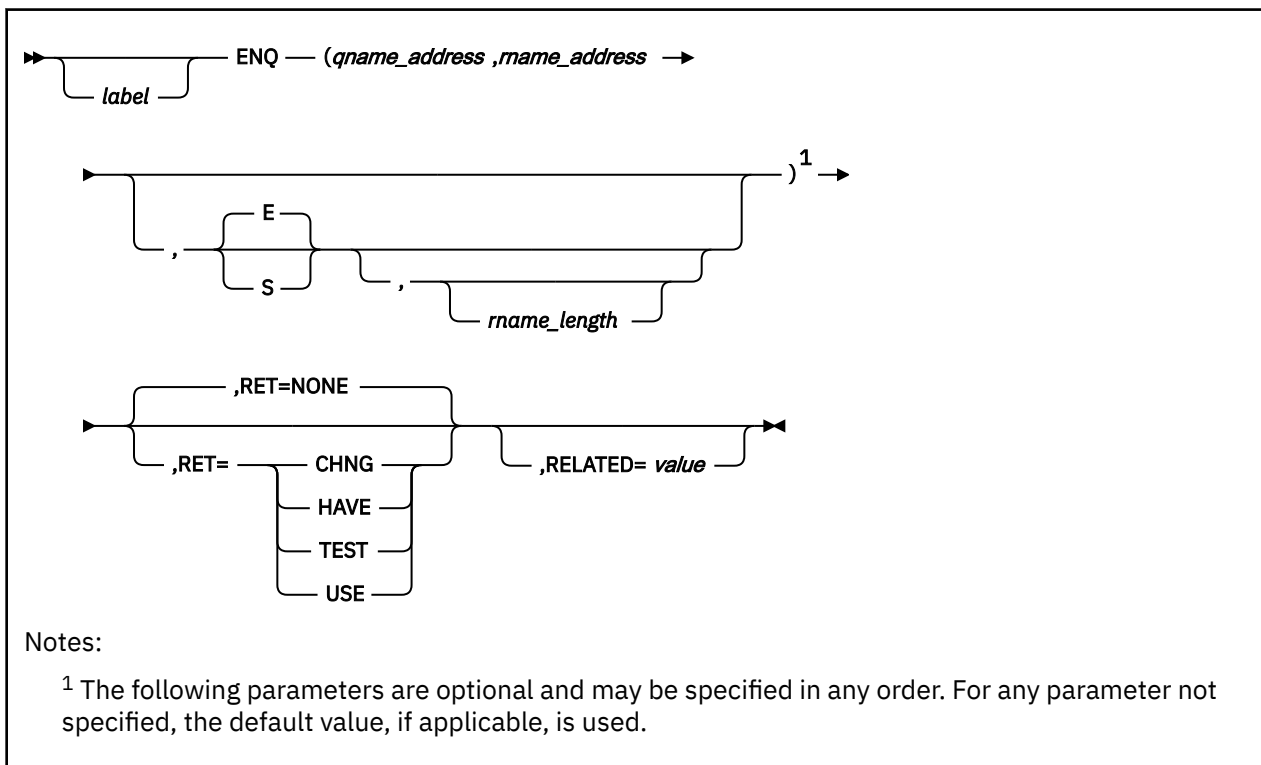 ENQ (qname_address ,rname_address
label
)1
E
,
S
,
rname_length
,RET=NONE
,RET= CHNG ,RELATED= value
HAVE
TEST
USE
Notes:
1 The following parameters are optional and may be specified in any order. For any parameter not
specified, the default value, if applicable, is used.